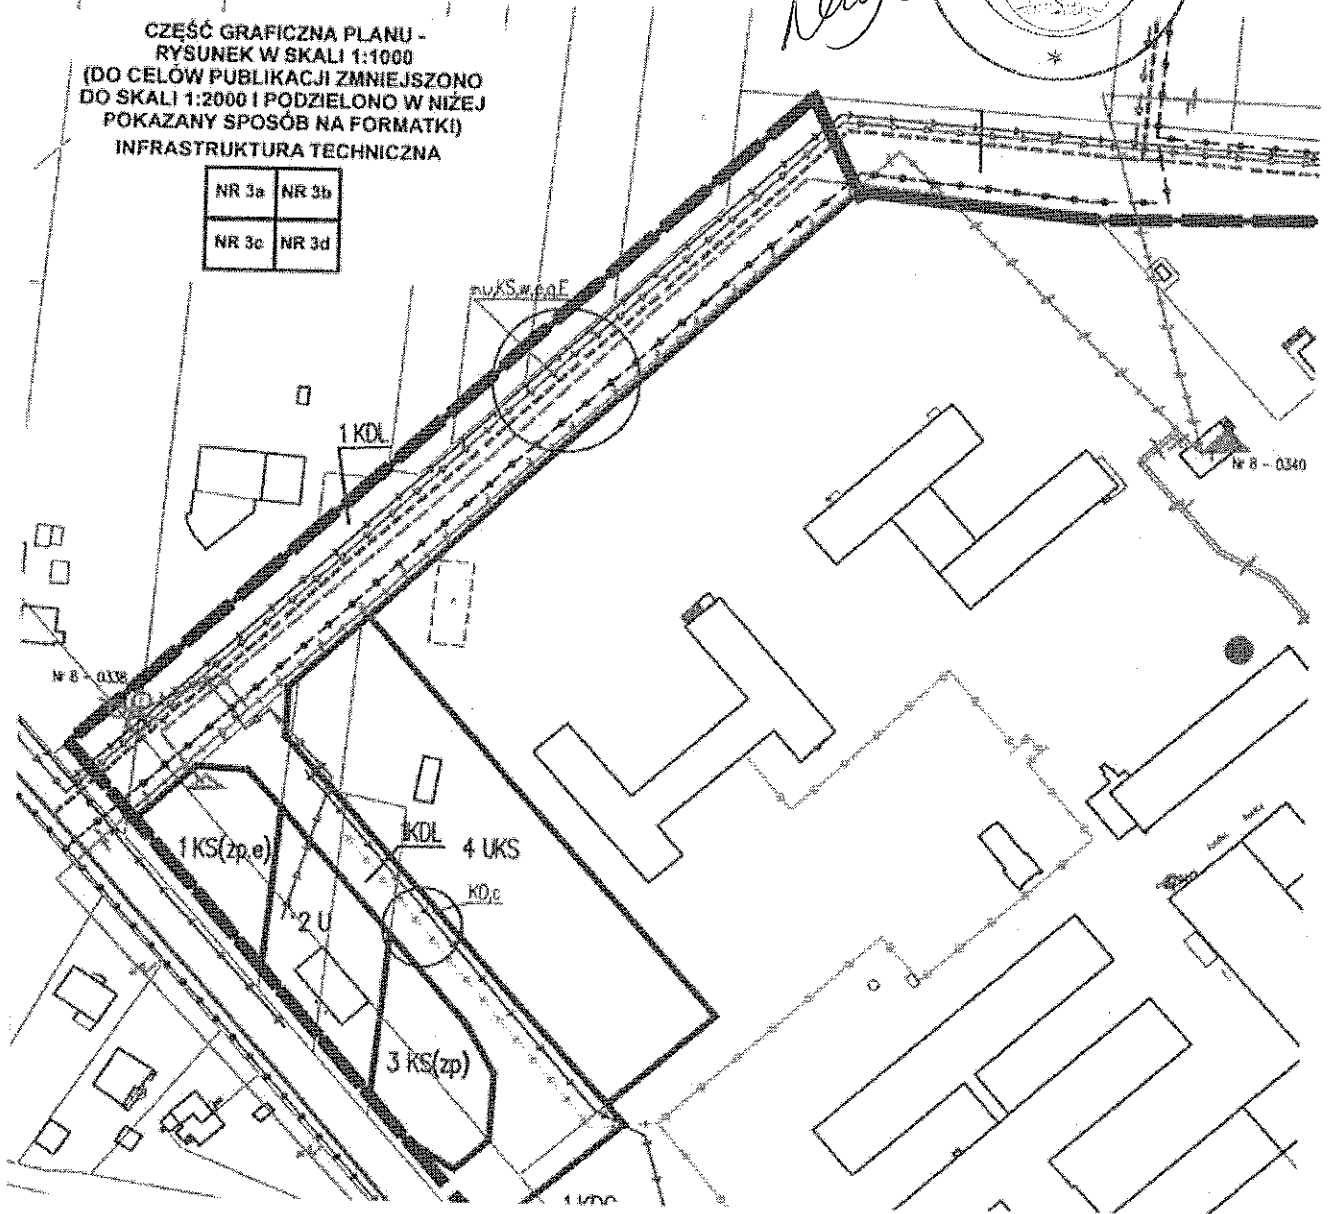 CZĘŚĆ GRAFICZNA PLANU -
RYSUNEK W SKALI 1:1000
(DO CELÓW PUBLIKACJI ZMNIEJSZONO
DO SKALI 1:2000 I PODZIELONO W NIŻEJ
POKAZANY SPOSÓB NA FORMATKI)
INFRASTRUKTURA TECHNICZNA
NR 3a NR 3b
NR 3c NR 3d
1 KDL
Nr 8 - 0340
Nr 8 - 0338
1 KS(zp,e)
KDL 4 UKS
KD,c
2 U
3 KS(zp)